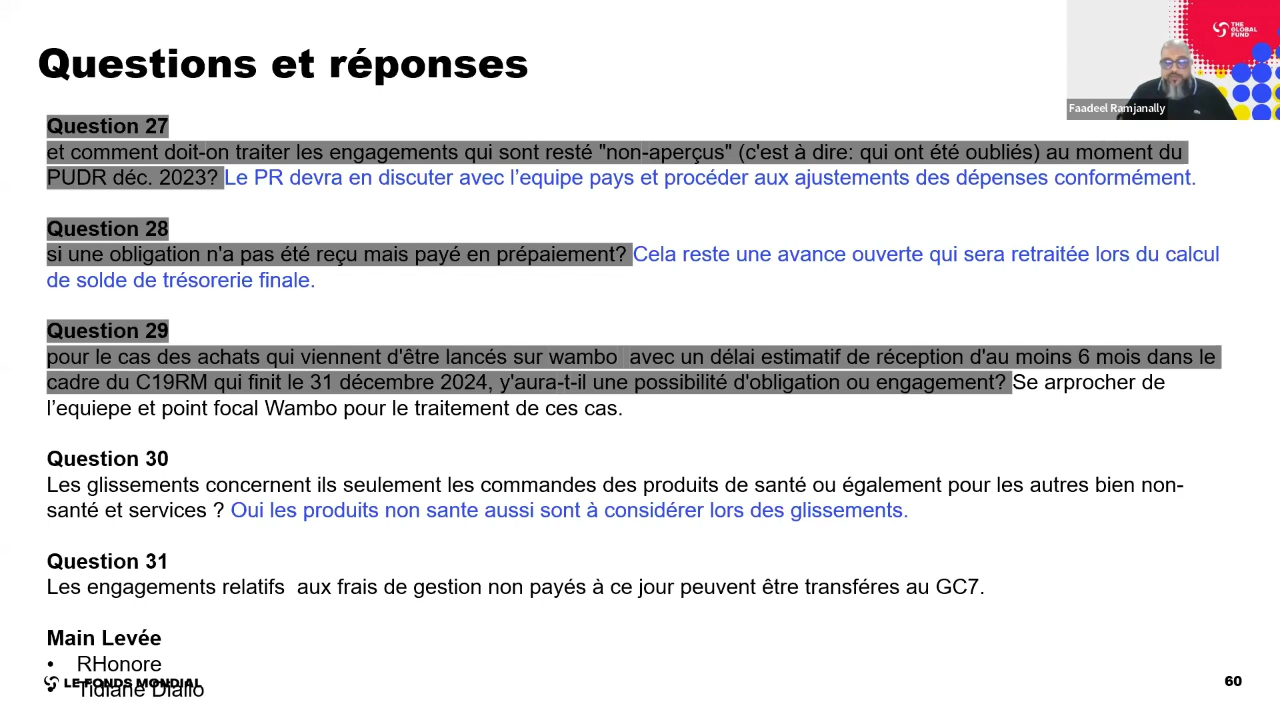 Questions et réponses
THE
GLOBAL
FUND
Faadeel Ramjanally
Question 27
et comment doit-on traiter les engagements qui sont resté "non-aperçus" (c'est à dire: qui ont été oubliés) au moment du
PUDR déc. 2023? Le PR devra en discuter avec l’equipe pays et procéder aux ajustements des dépenses conformément.
Question 28
si une obligation n'a pas été reçu mais payé en prépaiement? Cela reste une avance ouverte qui sera retraitée lors du calcul
de solde de trésorerie finale.
Question 29
pour le cas des achats qui viennent d'être lancés sur wambo avec un délai estimatif de réception d'au moins 6 mois dans le
cadre du C19RM qui finit le 31 décembre 2024, y'aura-t-il une possibilité d'obligation ou engagement? Se arprocher de
l’equiepe et point focal Wambo pour le traitement de ces cas.
Question 30
Les glissements concernent ils seulement les commandes des produits de santé ou également pour les autres bien non-
santé et services ? Oui les produits non sante aussi sont à considérer lors des glissements.
Question 31
Les engagements relatifs aux frais de gestion non payés à ce jour peuvent être transféres au GC7.
Main Levée
• RHonore
• Tidiane Diallo
LE FONDS MONDIAL
60